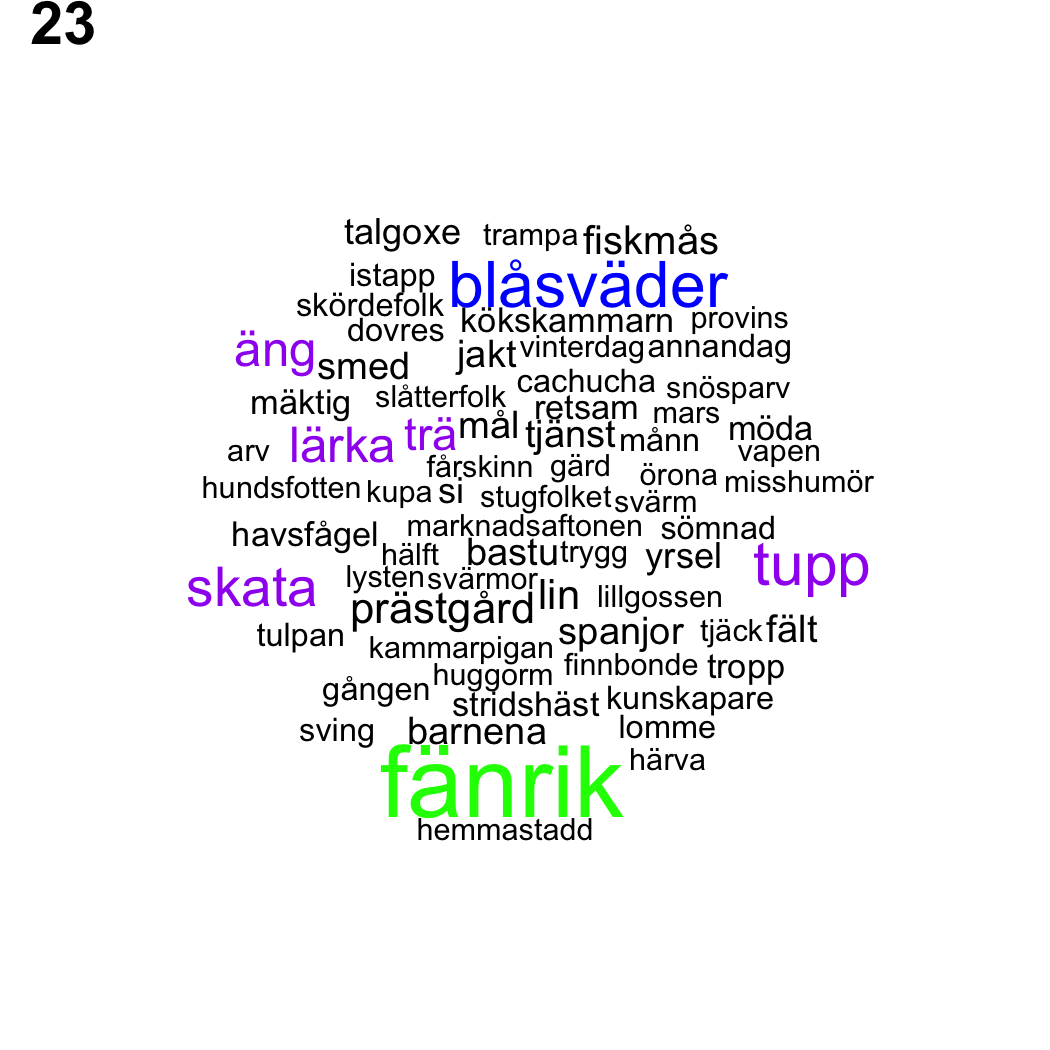 23
talgoxe trampa fiskmås
istapp blåsväder
skördefolk kökskammarn provins
dovres
äng smed jakt vinterdag annandag
cachucha snösparv
mäktig slåtterfolk retsam mars
lärka trä mål tjänst månn möda
arv vapen
fårskinn gärd örona misshumör
hundsfotten kupa si stugfolket svärm
havsfågel marknadsaftonen sömnad
hälft bastu trygg yrsel tupp
skata lysten svärmor lin lillgossen
prästgård
tulpan spanjor tjäck fält
kammarpigan finnbonde tropp
gången huggorm stridshäst kunskapare
sving barnena lomme
fänrik härva
hemmastadd